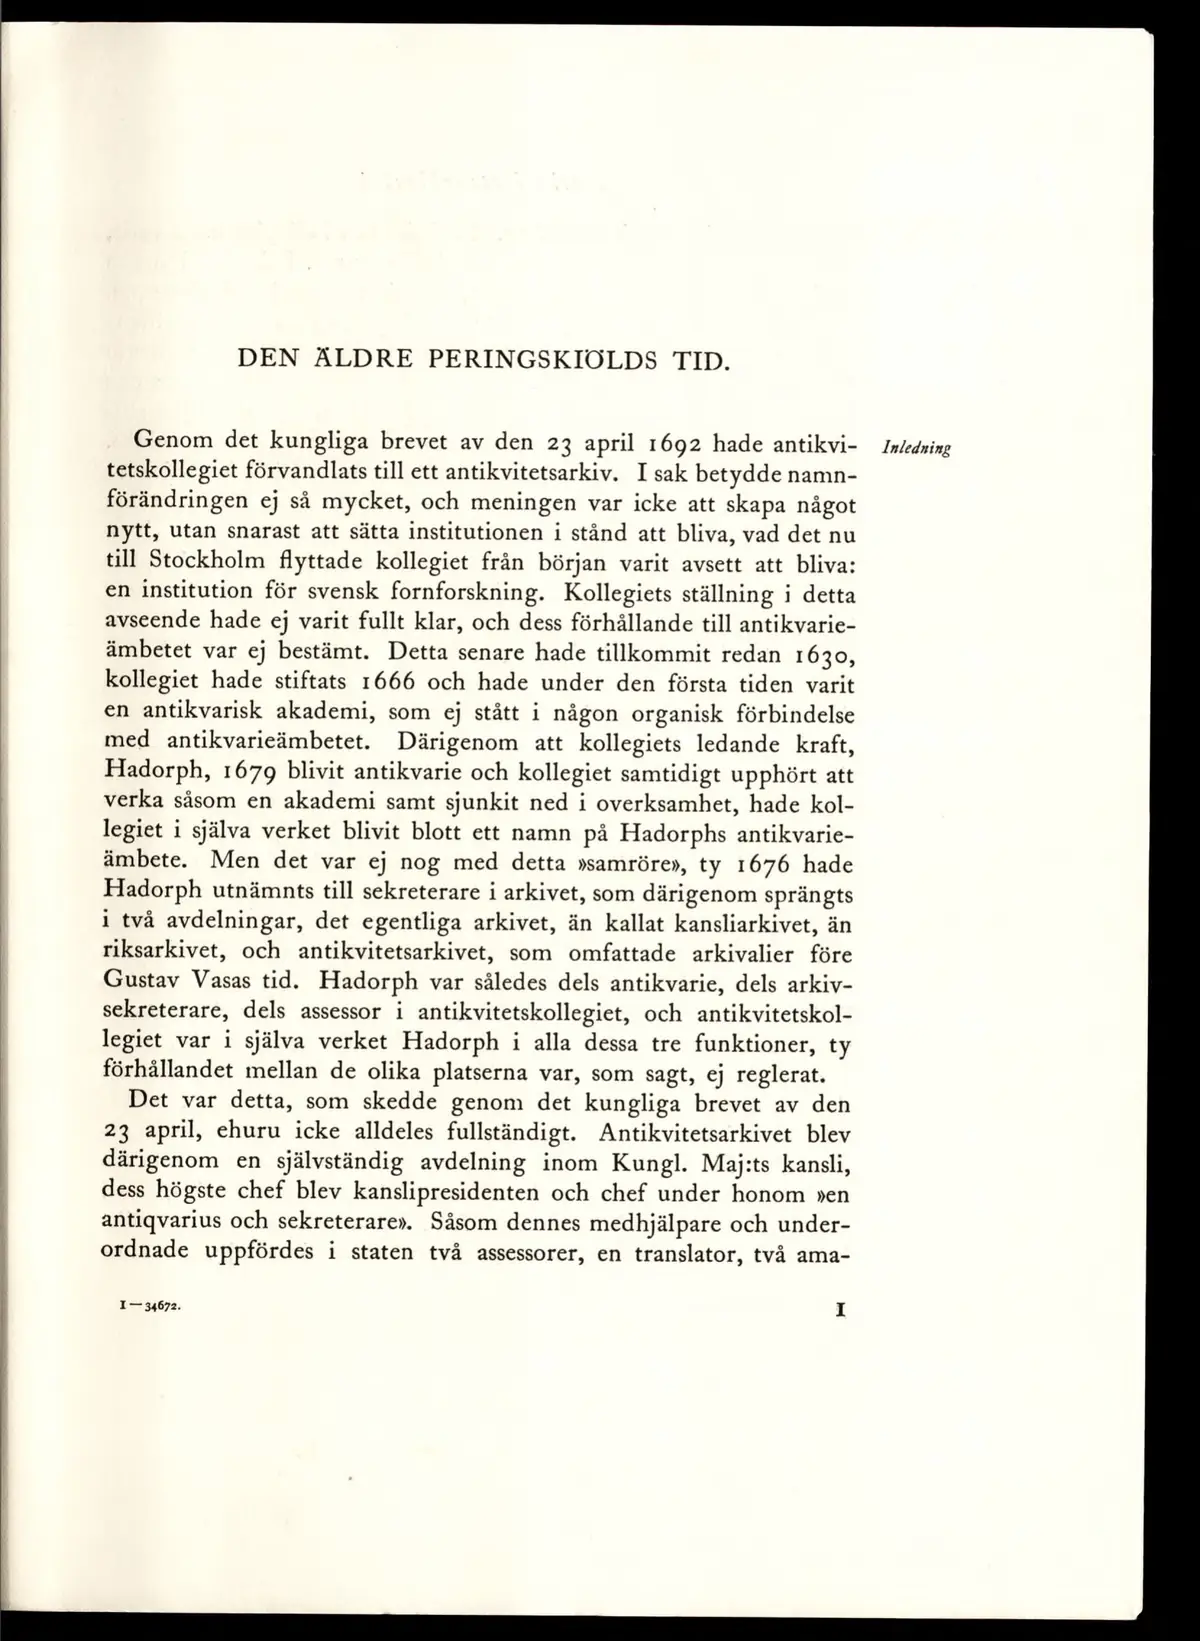 DEN ÄLDRE PERINGSKIÖLDS TID.
Genom det kungliga brevet av den 23 april 1692 hade antikvi-
Inledning
tetskollegiet förvandlats till ett antikvitetsarkiv. I sak betydde namn-
förändringen ej så mycket, och meningen var icke att skapa något
nytt, utan snarast att sätta institutionen i stånd att bliva, vad det nu
till Stockholm flyttade kollegiet från början varit avsett att bliva:
en institution för svensk fornforskning. Kollegiets ställning i detta
avseende hade ej varit fullt klar, och dess förhållande till antikvarie-
ämbetet var ej bestämt. Detta senare hade tillkommit redan 1630,
kollegiet hade stiftats 1666 och hade under den första tiden varit
en antikvarisk akademi, som ej stått i någon organisk förbindelse
med antikvarieämbetet. Därigenom att kollegiets ledande kraft,
Hadorph, 1679 blivit antikvarie och kollegiet samtidigt upphört att
verka såsom en akademi samt sjunkit ned i overksamhet, hade kol-
legiet i själva verket blivit blott ett namn på Hadorphs antikvarie-
ämbete. Men det var ej nog med detta »samröre», ty 1676 hade
Hadorph utnämnts till sekreterare i arkivet, som därigenom sprängts
i två avdelningar, det egentliga arkivet, än kallat kansliarkivet, än
riksarkivet, och antikvitetsarkivet, som omfattade arkivalier före
Gustav Vasas tid. Hadorph var således dels antikvarie, dels arkiv-
sekreterare, dels assessor i antikvitetskollegiet, och antikvitetskol-
legiet var i själva verket Hadorph i alla dessa tre funktioner, ty
förhållandet mellan de olika platserna var, som sagt, ej reglerat.
Det var detta, som skedde genom det kungliga brevet av den
23 april, ehuru icke alldeles fullständigt. Antikvitetsarkivet blev
därigenom en självständig avdelning inom Kungl. Maj:ts kansli,
dess högste chef blev kanslipresidenten och chef under honom »en
antiqvarius och sekreterare». Såsom dennes medhjälpare och under-
ordnade uppfördes i staten två assessorer, en translator, två ama-
1 — 34672.
1